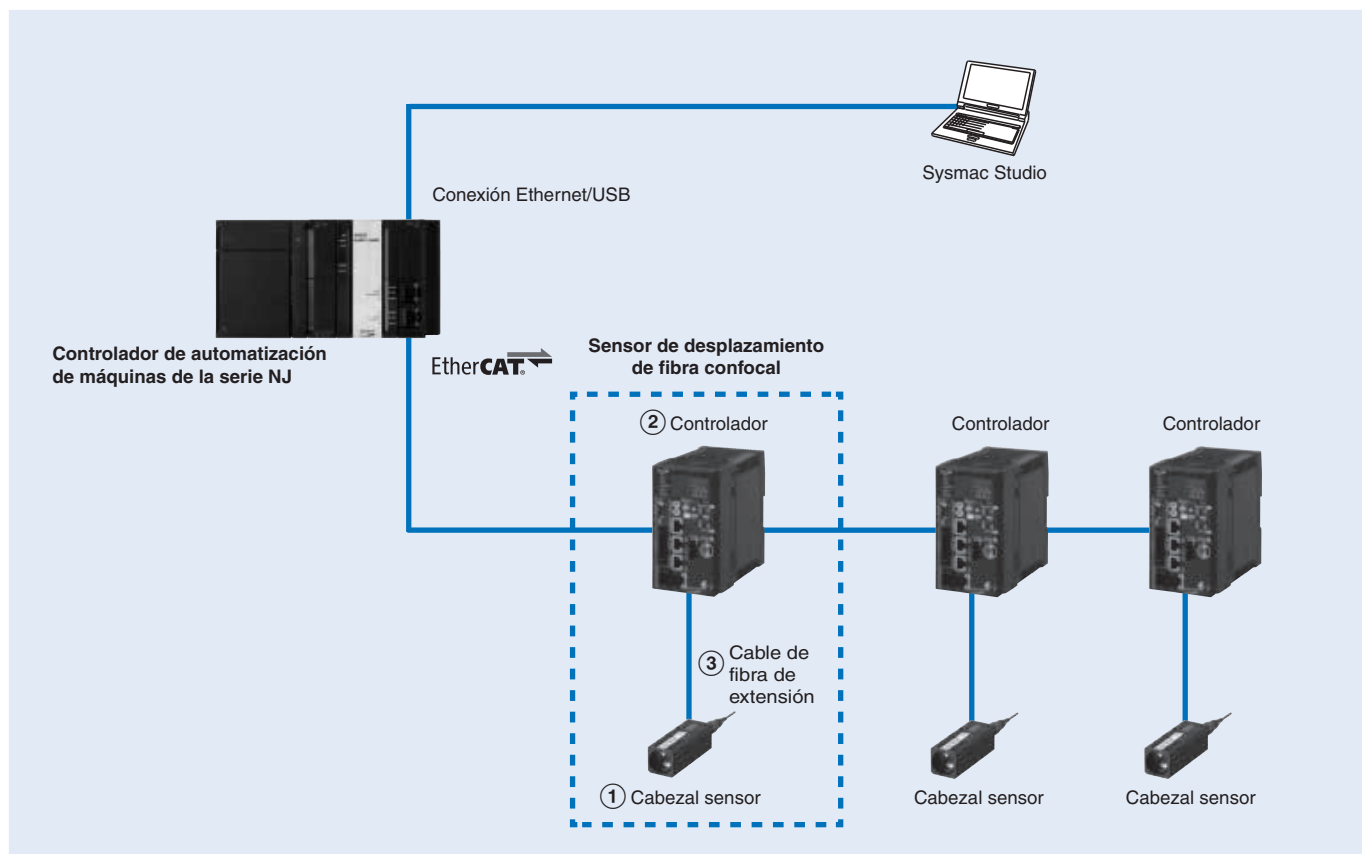 Sysmac Studio
Conexión Ethernet/USB
Controlador de automatización
de máquinas de la serie NJ
EtherCAT®
Sensor de desplazamiento
de fibra confocal
② Controlador
Controlador
Controlador
③ Cable de
fibra de
extensión
① Cabezal sensor
Cabezal sensor
Cabezal sensor